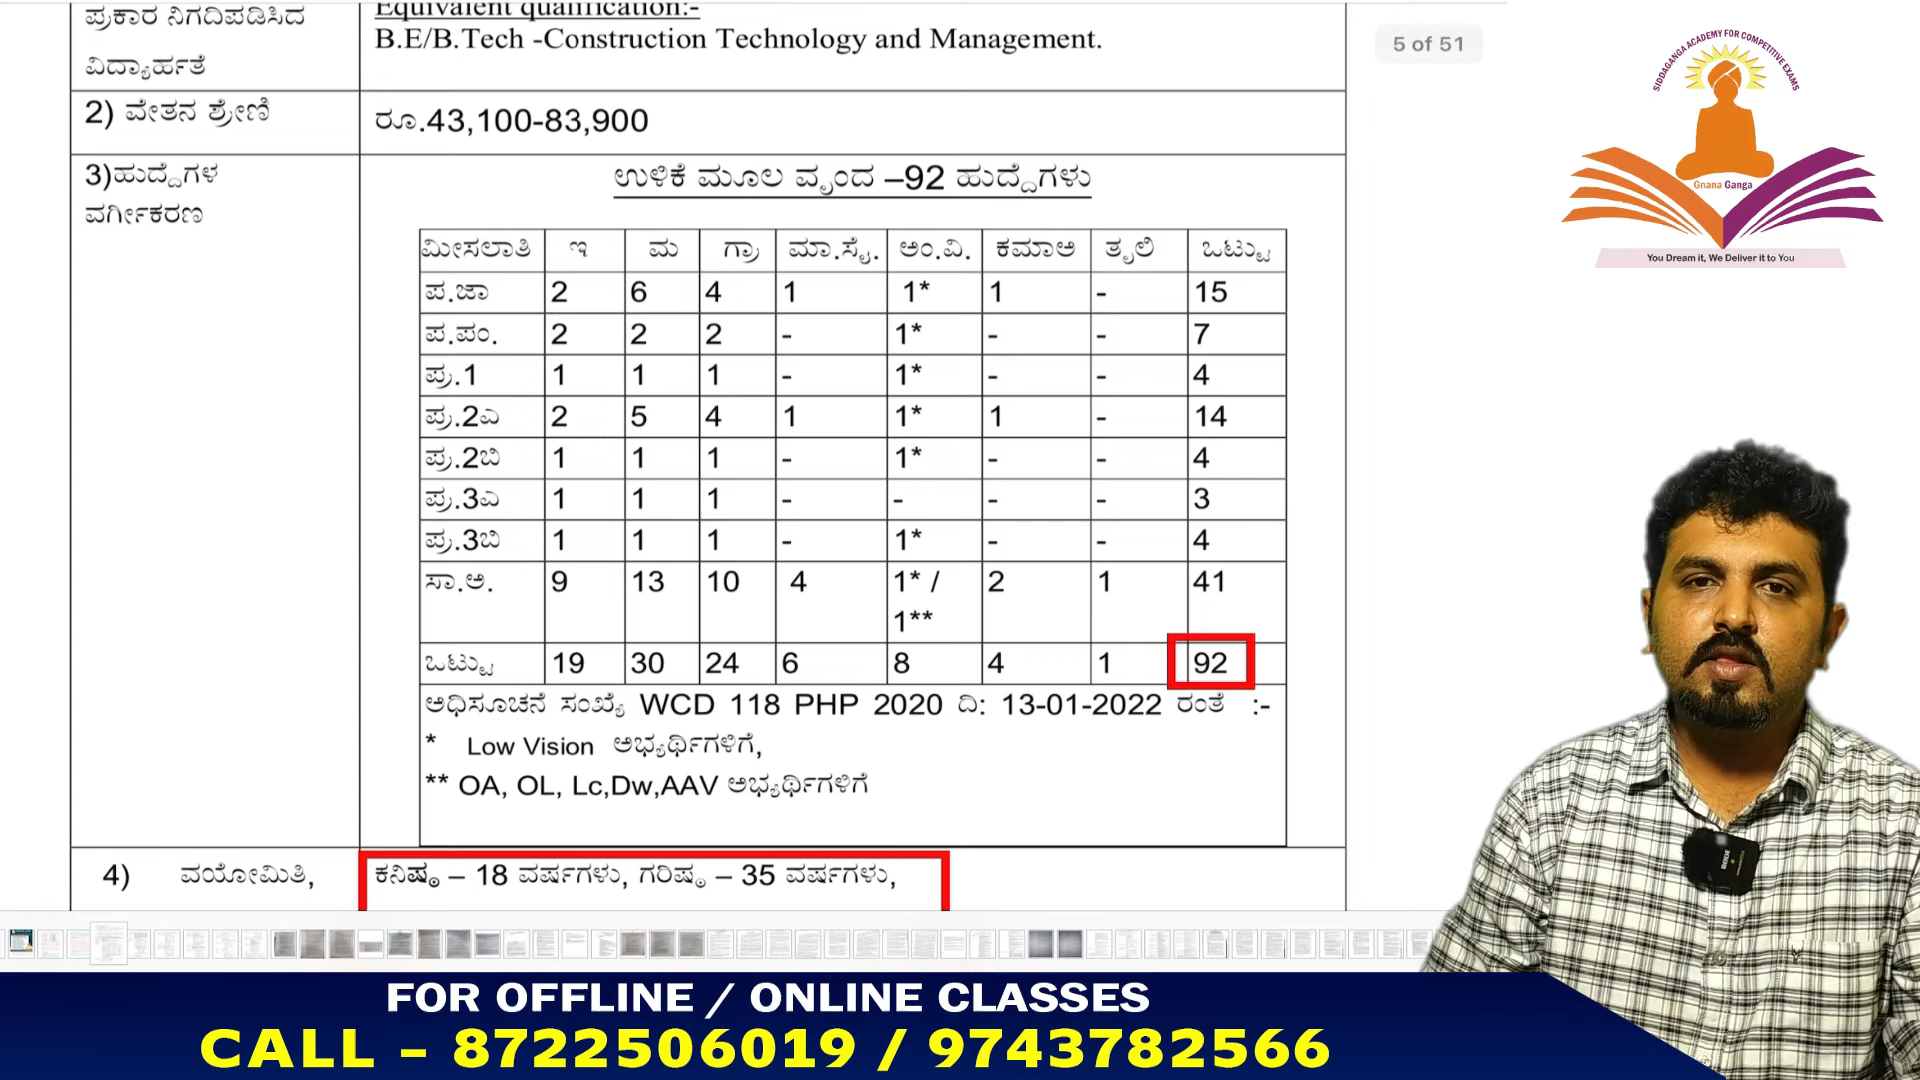 ಪ್ರಕಾರ ನಿಗದಿಪಡಿಸಿದ
ವಿದ್ಯಾರ್ಹತೆ
Equivalent qualification:-
B.E/B.Tech -Construction Technology and Management.
2) ವೇತನ ಶ್ರೇಣಿ
ರೂ.43,100-83,900
3)ಹುದ್ದೆಗಳ
ವರ್ಗೀಕರಣ
ಉಳಿಕೆ ಮೂಲ ವೃಂದ –92 ಹುದ್ದೆಗಳು
ಮೀಸಲಾತಿ ಇ ಮ ಗ್ರಾ ಮಾ.ಸೈ. ಅಂ.ವಿ. ಕಮಾಅ ತೃಲಿ ಒಟ್ಟು
ಪ.ಜಾ 2 6 4 1 1* 1 - 15
ಪ.ಪಂ. 2 2 2 - 1* - - 7
ಪ್ರ.1 1 1 1 - 1* - - 4
ಪ್ರ.2ಎ 2 5 4 1 1* 1 - 14
ಪ್ರ.2ಬಿ 1 1 1 - 1* - - 4
ಪ್ರ.3ಎ 1 1 1 - - - - 3
ಪ್ರ.3ಬಿ 1 1 1 - 1* - - 4
ಸಾ.ಅ. 9 13 10 4 1* / 2 1 41
1**
ಒಟ್ಟು 19 30 24 6 8 4 1 92
ಅಧಿಸೂಚನೆ ಸಂಖ್ಯೆ WCD 118 PHP 2020 ದಿ: 13-01-2022 ರಂತೆ :-
* Low Vision ಅಭ್ಯರ್ಥಿಗಳಿಗೆ,
** OA, OL, Lc,Dw,AAV ಅಭ್ಯರ್ಥಿಗಳಿಗೆ
4) ವಯೋಮಿತಿ,
ಕನಿಷ್ಠ – 18 ವರ್ಷಗಳು, ಗರಿಷ್ಠ – 35 ವರ್ಷಗಳು,
5 of 51
SIDDAGANGA ACADEMY FOR COMPETITIVE EXAMS
Gnana Ganga
You Dream it, We Deliver it to You
FOR OFFLINE / ONLINE CLASSES
CALL – 8722506019 / 9743782566